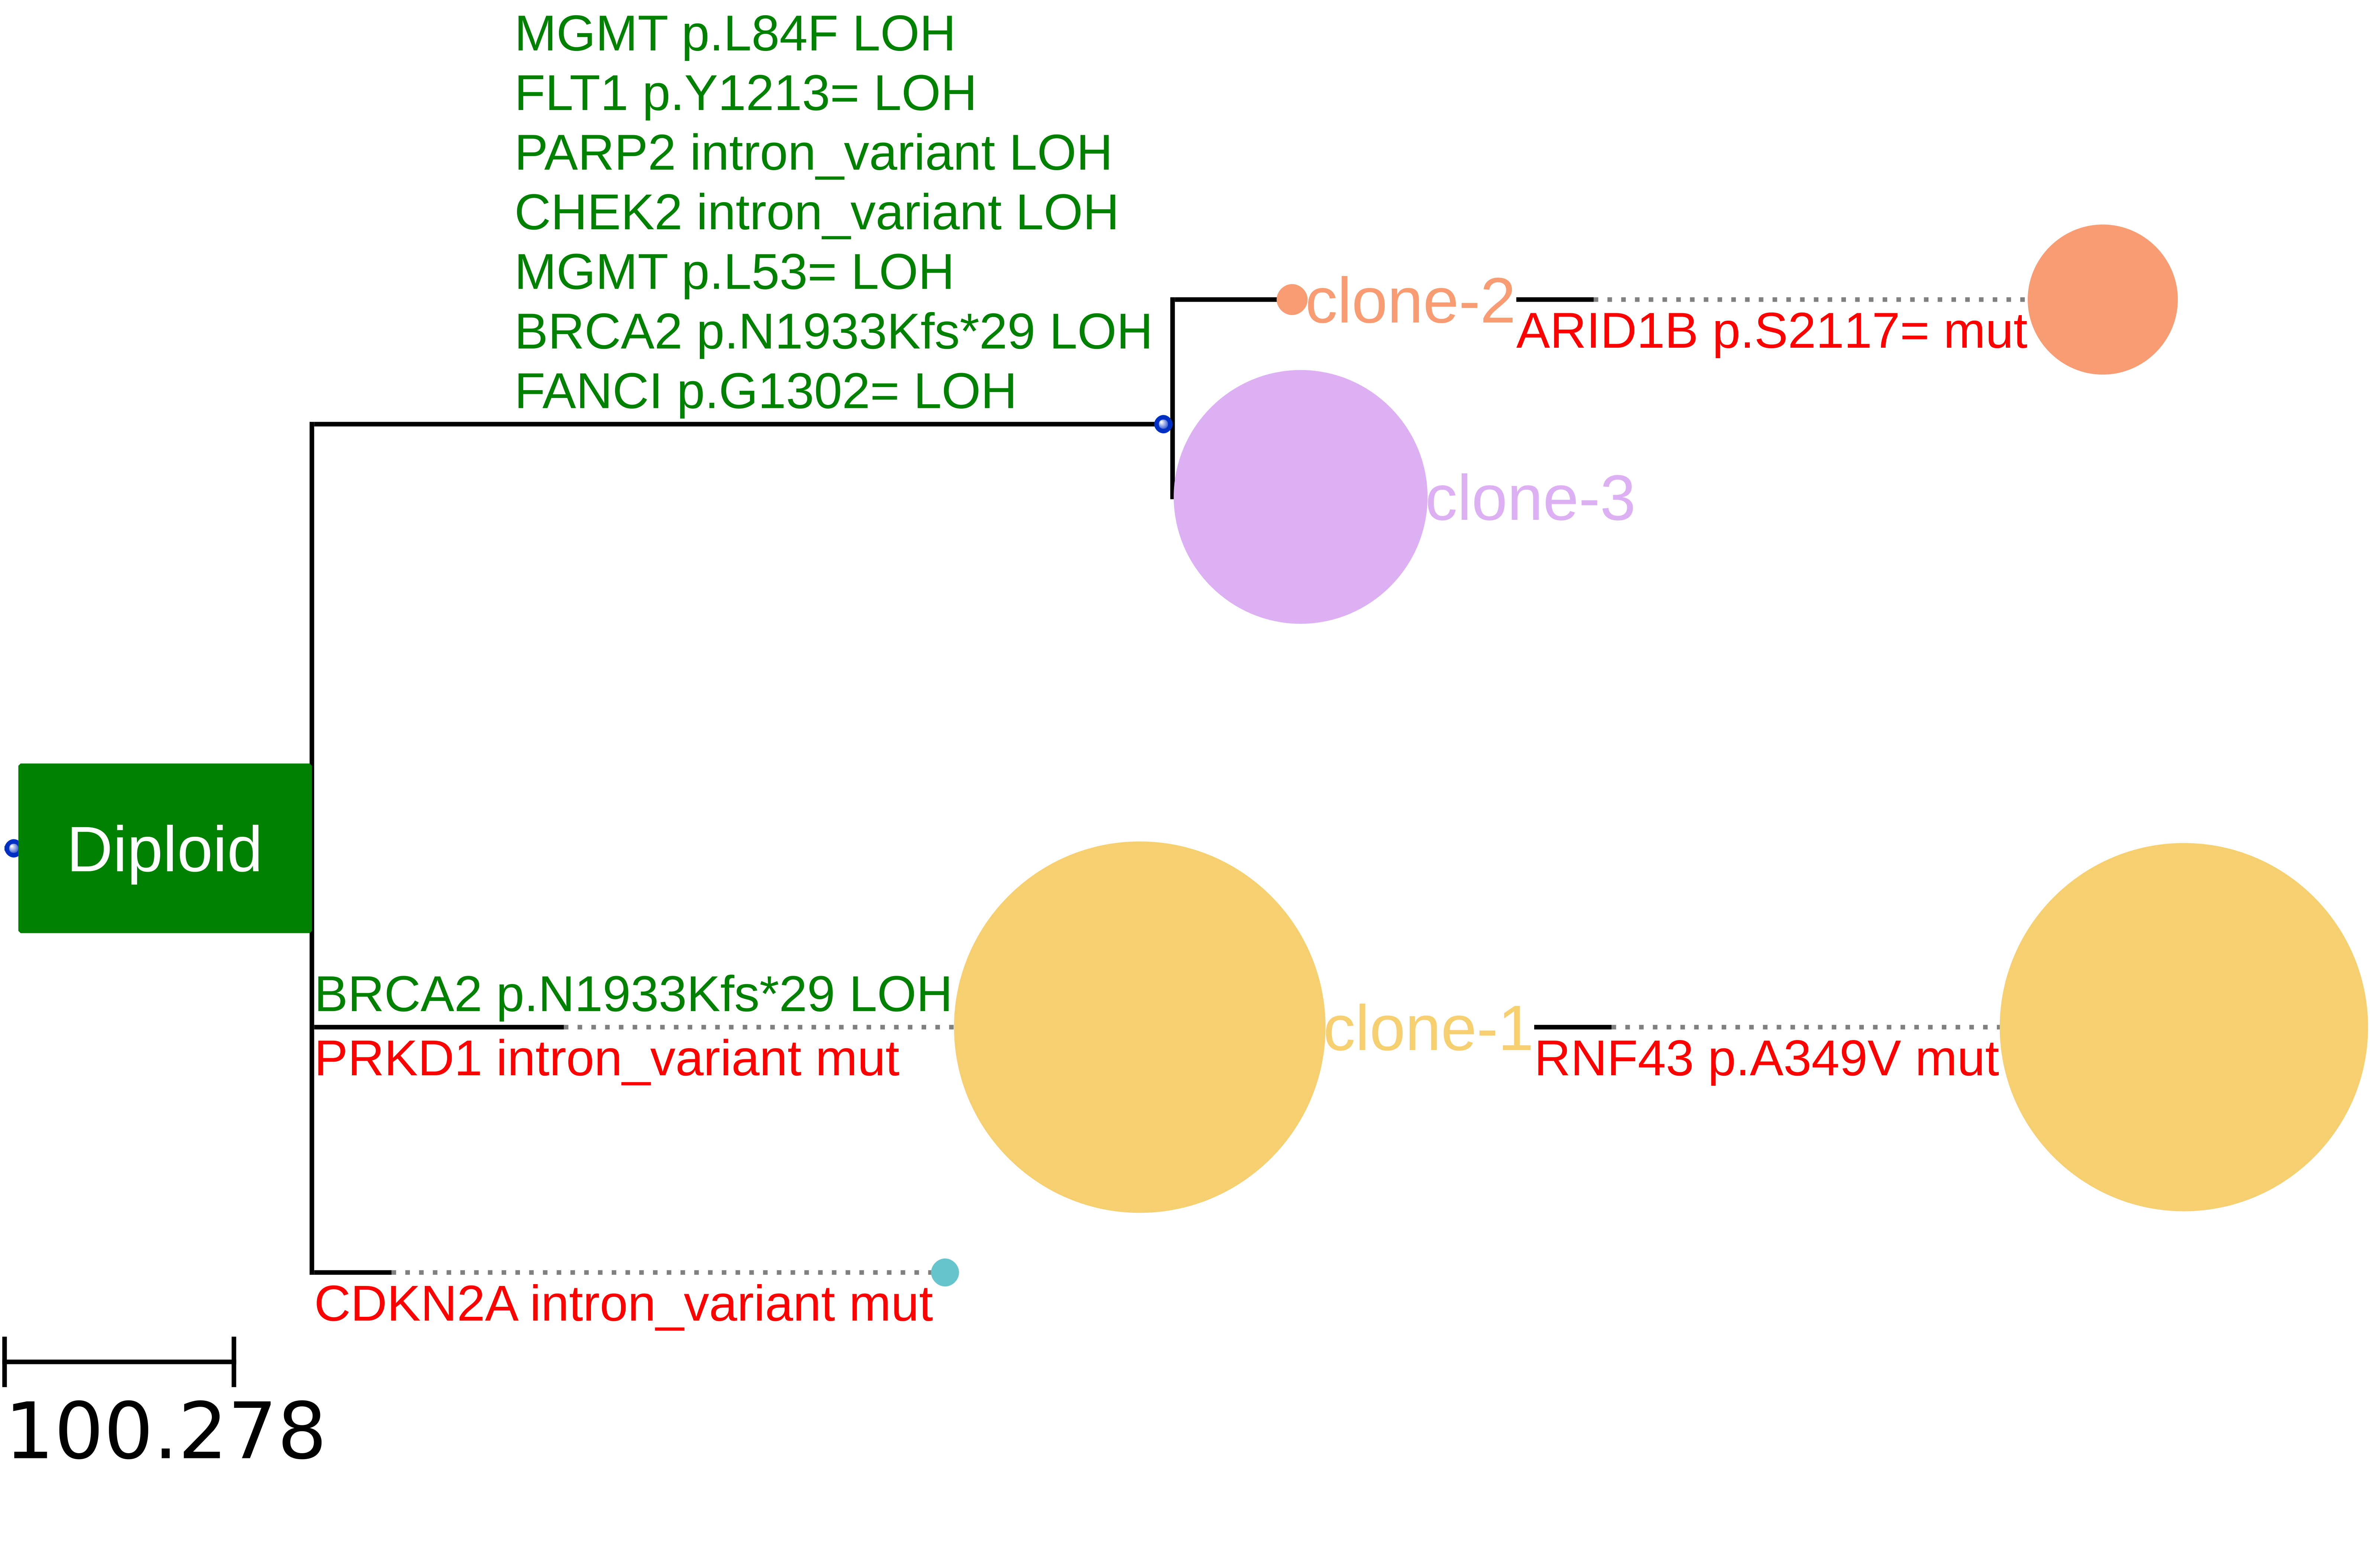 MGMT p.L84F LOH
FLT1 p.Y1213= LOH
PARP2 intron_variant LOH
CHEK2 intron_variant LOH
MGMT p.L53= LOH
BRCA2 p.N1933Kfs*29 LOH
FANCI p.G1302= LOH
clone-2
ARID1B p.S2117= mut
clone-3
Diploid
BRCA2 p.N1933Kfs*29 LOH
PRKD1 intron_variant mut
clone-1
RNF43 p.A349V mut
CDKN2A intron_variant mut
100.278